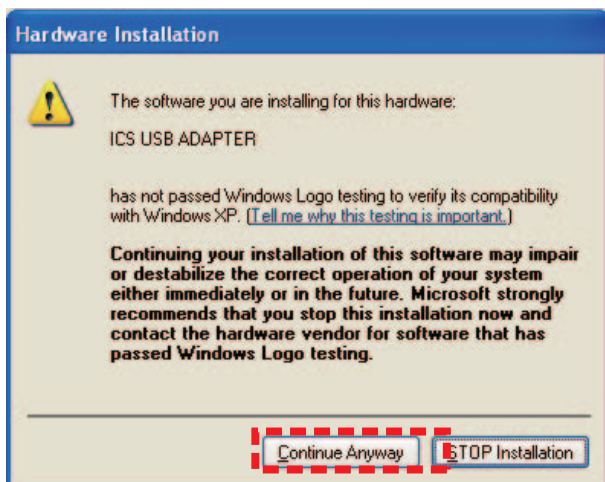 Hardware Installation
The software you are installing for this hardware:
ICS USB ADAPTER
has not passed Windows Logo testing to verify its compatibility
with Windows XP. (Tell me why this testing is important.)
Continuing your installation of this software may impair
or destabilize the correct operation of your system
either immediately or in the future. Microsoft strongly
recommends that you stop this installation now and
contact the hardware vendor for software that has
passed Windows Logo testing.
Continue Anyway STOP Installation